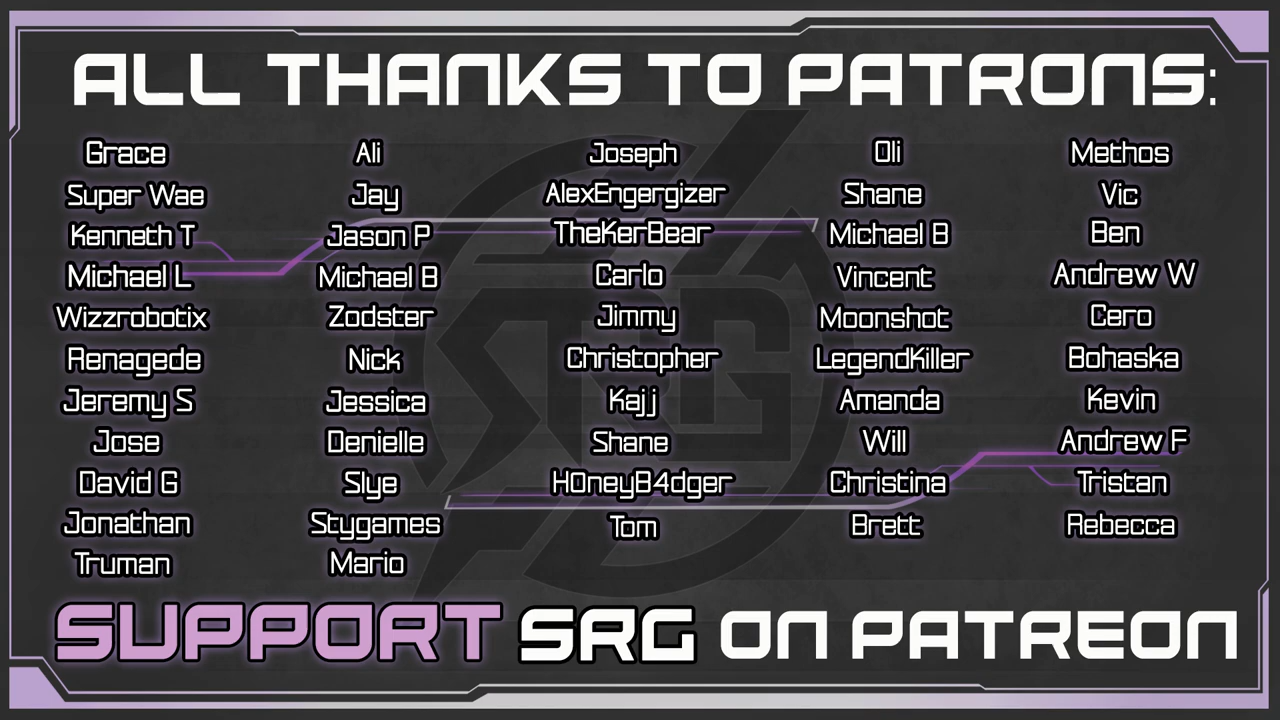 ALL THANKS TO PATRONS:
Grace Ali Joseph Oli Methos
Super Wae Jay AlexEngergizer Shane Vic
Kenneth T Jason P TheKerBear Michael B Ben
Michael L Michael B Carlo Vincent Andrew W
Wizzrobotix Zodster Jimmy Moonshot Cero
Renagede Nick Christopher LegendKiller Bohaska
Jeremy S Jessica Kajj Amanda Kevin
Jose Denielle Shane Will Andrew F
David G Slye H0neyB4dger Christina Tristan
Jonathan Stygames Tom Brett Rebecca
Truman Mario
SUPPORT SRG ON PATREON